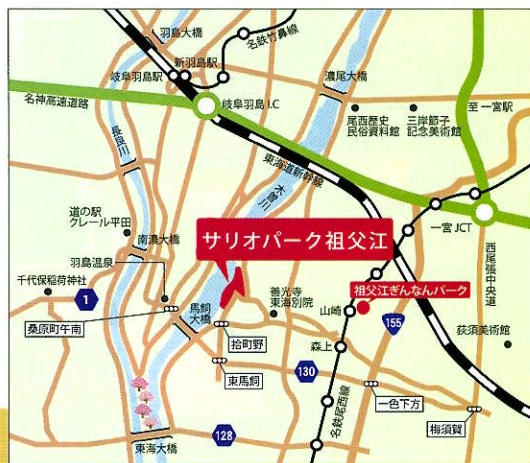 羽島大橋
名鉄竹鼻線
新羽島駅
岐阜羽島駅
濃尾大橋
名神高速道路
岐阜羽島I.C
尾西歴史
民俗資料館
三岸節子
記念美術館
至 一宮駅
長良川
東海道新幹線
木曽川
道の駅
クレール平田
南濃大橋
サリオパーク祖父江
一宮 JCT
西尾張中央道
羽島温泉
千代保稲荷神社
1
桑原町午南
馬飼
大橋
善光寺
東海別院
祖父江ぎんなんパーク
山崎
155
荻須美術館
拾町野
森上
東馬飼
130
名鉄尾西線
一色下方
梅須賀
128
東海大橋